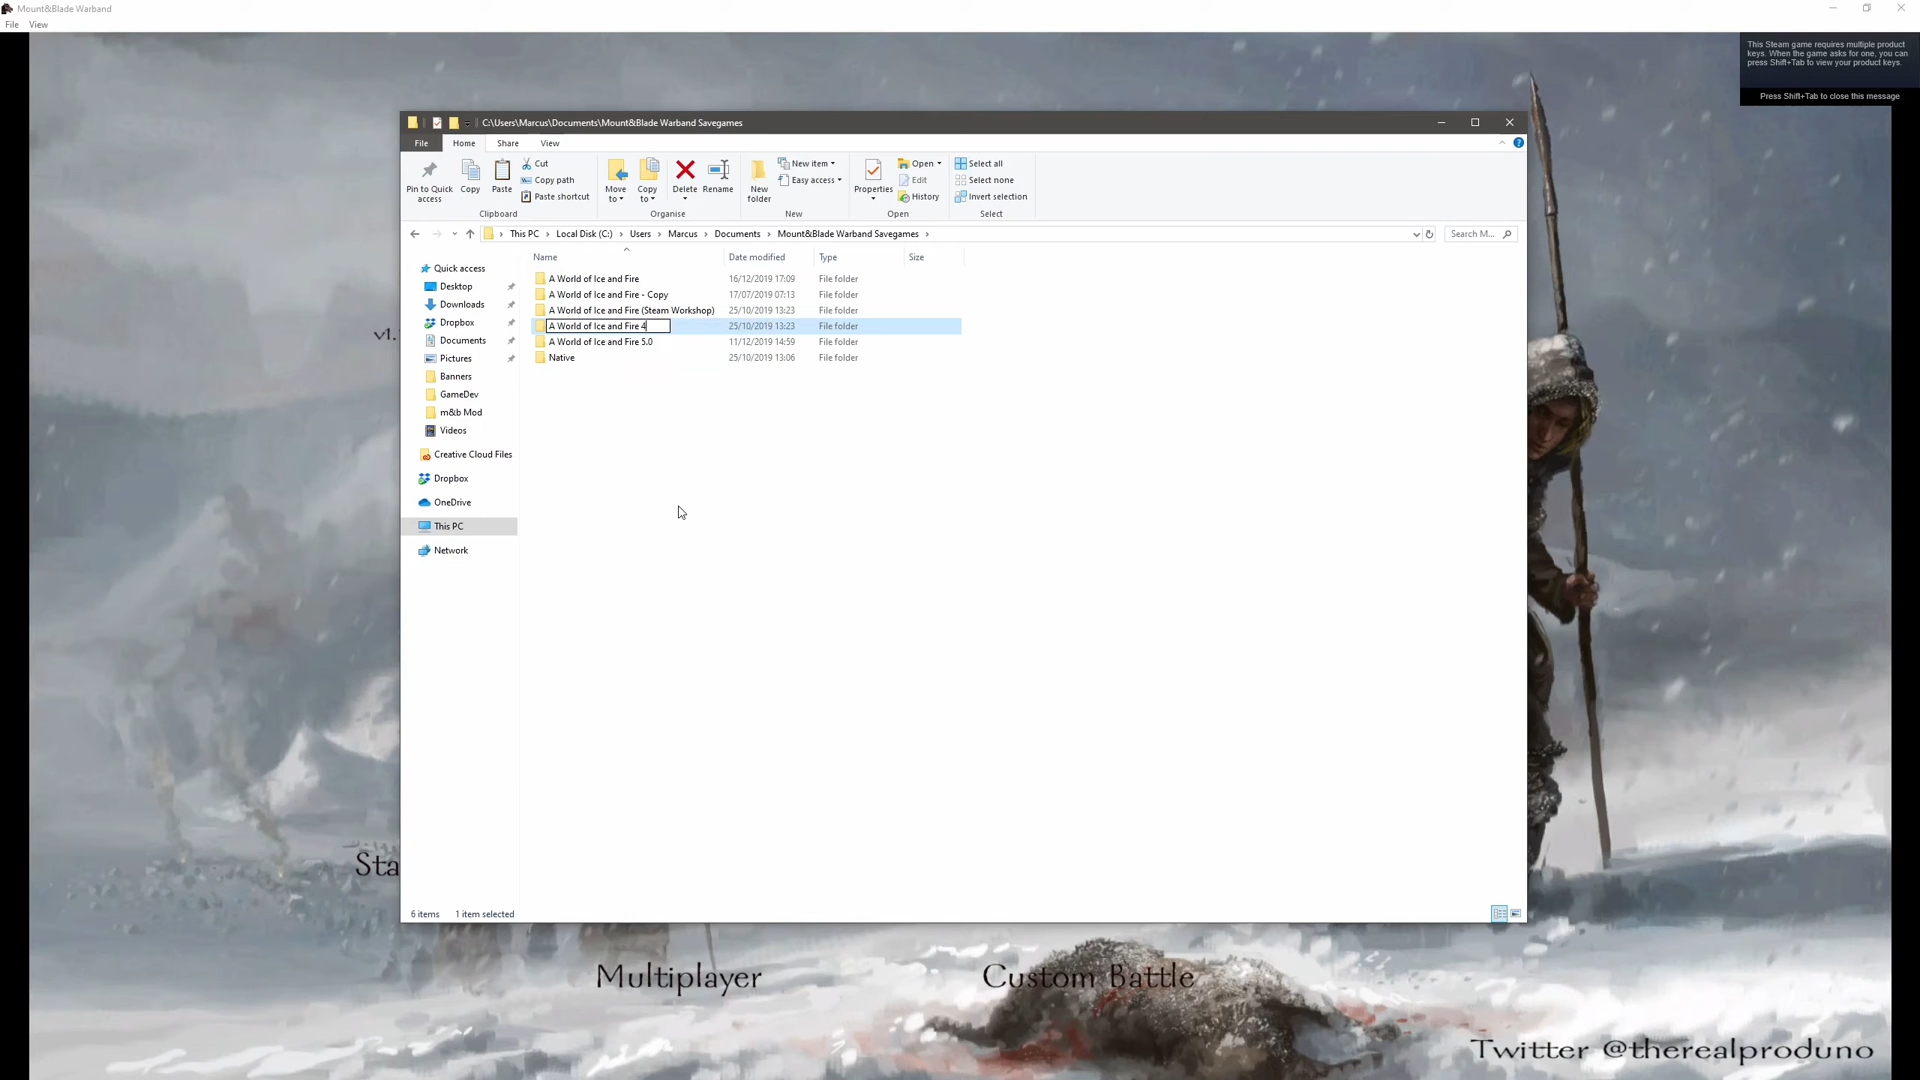 Mount&Blade Warband
File View
This Steam game requires multiple product
keys. When the game asks for one, you can
press Shift+Tab to view your product keys.
Press Shift+Tab to close this message
C:\Users\Marcus\Documents\Mount&Blade Warband Savegames
File Home Share View
Pin to Quick access
Copy
Paste
Cut
Copy path
Paste shortcut
Clipboard
Move to
Copy to
Delete
Rename
Organise
New folder
New item
Easy access
New
Properties
Open
Edit
History
Open
Select all
Select none
Invert selection
Select
This PC > Local Disk (C:) > Users > Marcus > Documents > Mount&Blade Warband Savegames >
Search M...
Name Date modified Type Size
Quick access
Desktop
Downloads
Dropbox
Documents
Pictures
Banners
GameDev
m&b Mod
Videos
Creative Cloud Files
Dropbox
OneDrive
This PC
Network
A World of Ice and Fire 16/12/2019 17:09 File folder
A World of Ice and Fire - Copy 17/07/2019 07:13 File folder
A World of Ice and Fire (Steam Workshop) 25/10/2019 13:23 File folder
A World of Ice and Fire 4 25/10/2019 13:23 File folder
A World of Ice and Fire 5.0 11/12/2019 14:59 File folder
Native 25/10/2019 13:06 File folder
v1.
Sta
6 items 1 item selected
Multiplayer
Custom Battle
Twitter @therealproduno